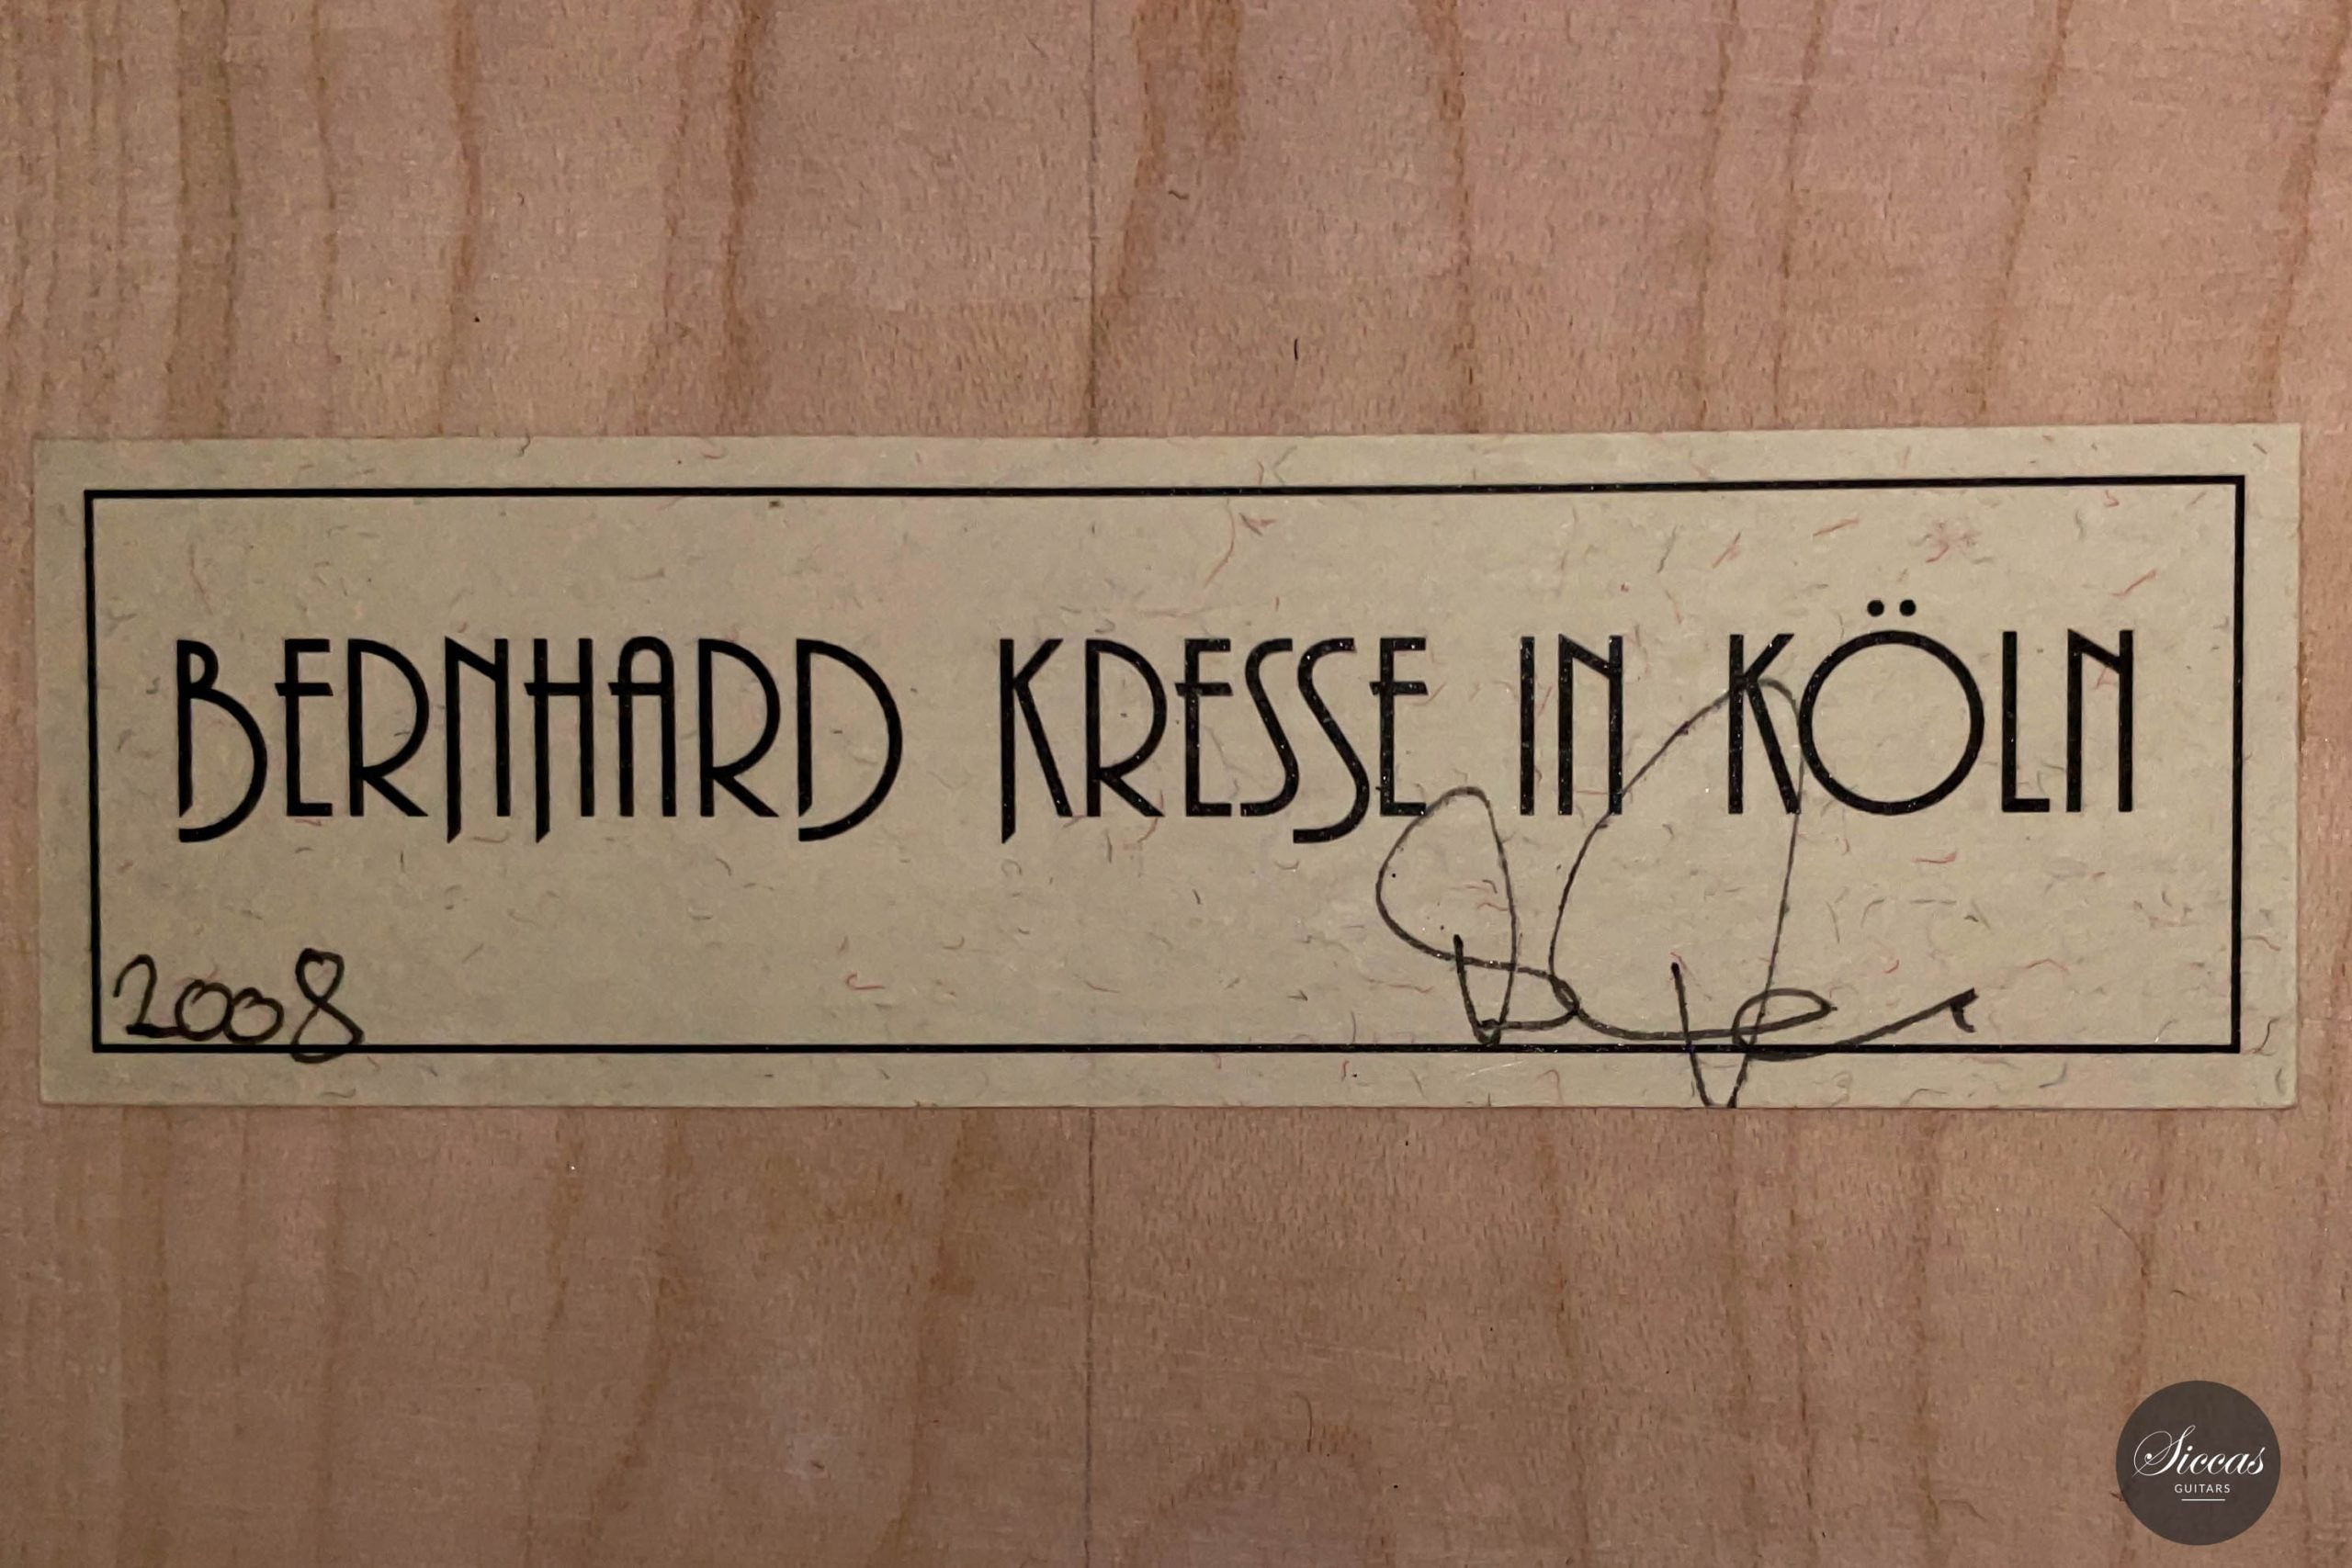 BERNHARD KRESSE IN KÖLN
2008
Siccas
GUITARS